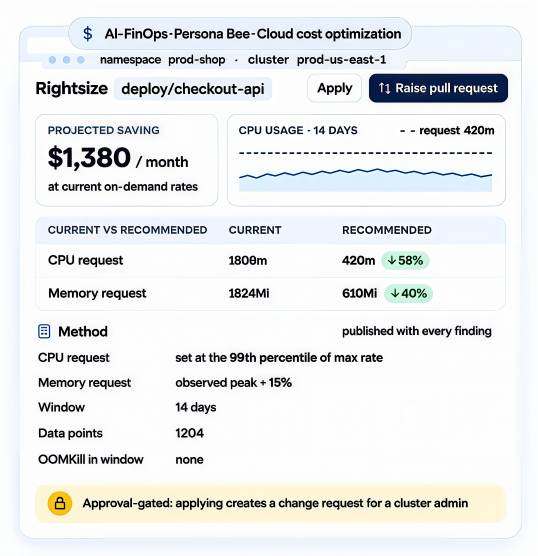 $ AI-FinOps-Persona Bee-Cloud cost optimization
namespace prod-shop · cluster prod-us-east-1
Rightsize deploy/checkout-api Apply ↑↓ Raise pull request
PROJECTED SAVING
$1,380 / month
at current on-demand rates
CPU USAGE · 14 DAYS - - request 420m
CURRENT VS RECOMMENDED CURRENT RECOMMENDED
CPU request 1800m 420m ↓58%
Memory request 1824Mi 610Mi ↓40%
Method published with every finding
CPU request set at the 99th percentile of max rate
Memory request observed peak + 15%
Window 14 days
Data points 1204
OOMKill in window none
Approval-gated: applying creates a change request for a cluster admin